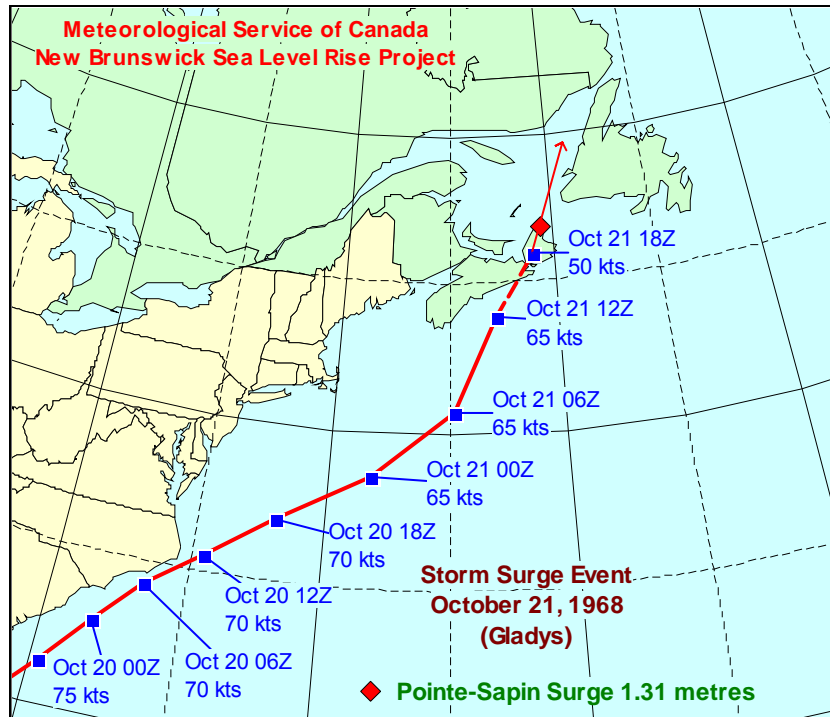 Meteorological Service of Canada
New Brunswick Sea Level Rise Project
Oct 21 18Z
50 kts
Oct 21 12Z
65 kts
Oct 21 06Z
65 kts
Oct 21 00Z
65 kts
Oct 20 18Z
70 kts
Oct 20 12Z
70 kts
Oct 20 06Z
70 kts
Oct 20 00Z
75 kts
Storm Surge Event
October 21, 1968
(Gladys)
Pointe-Sapin Surge 1.31 metres